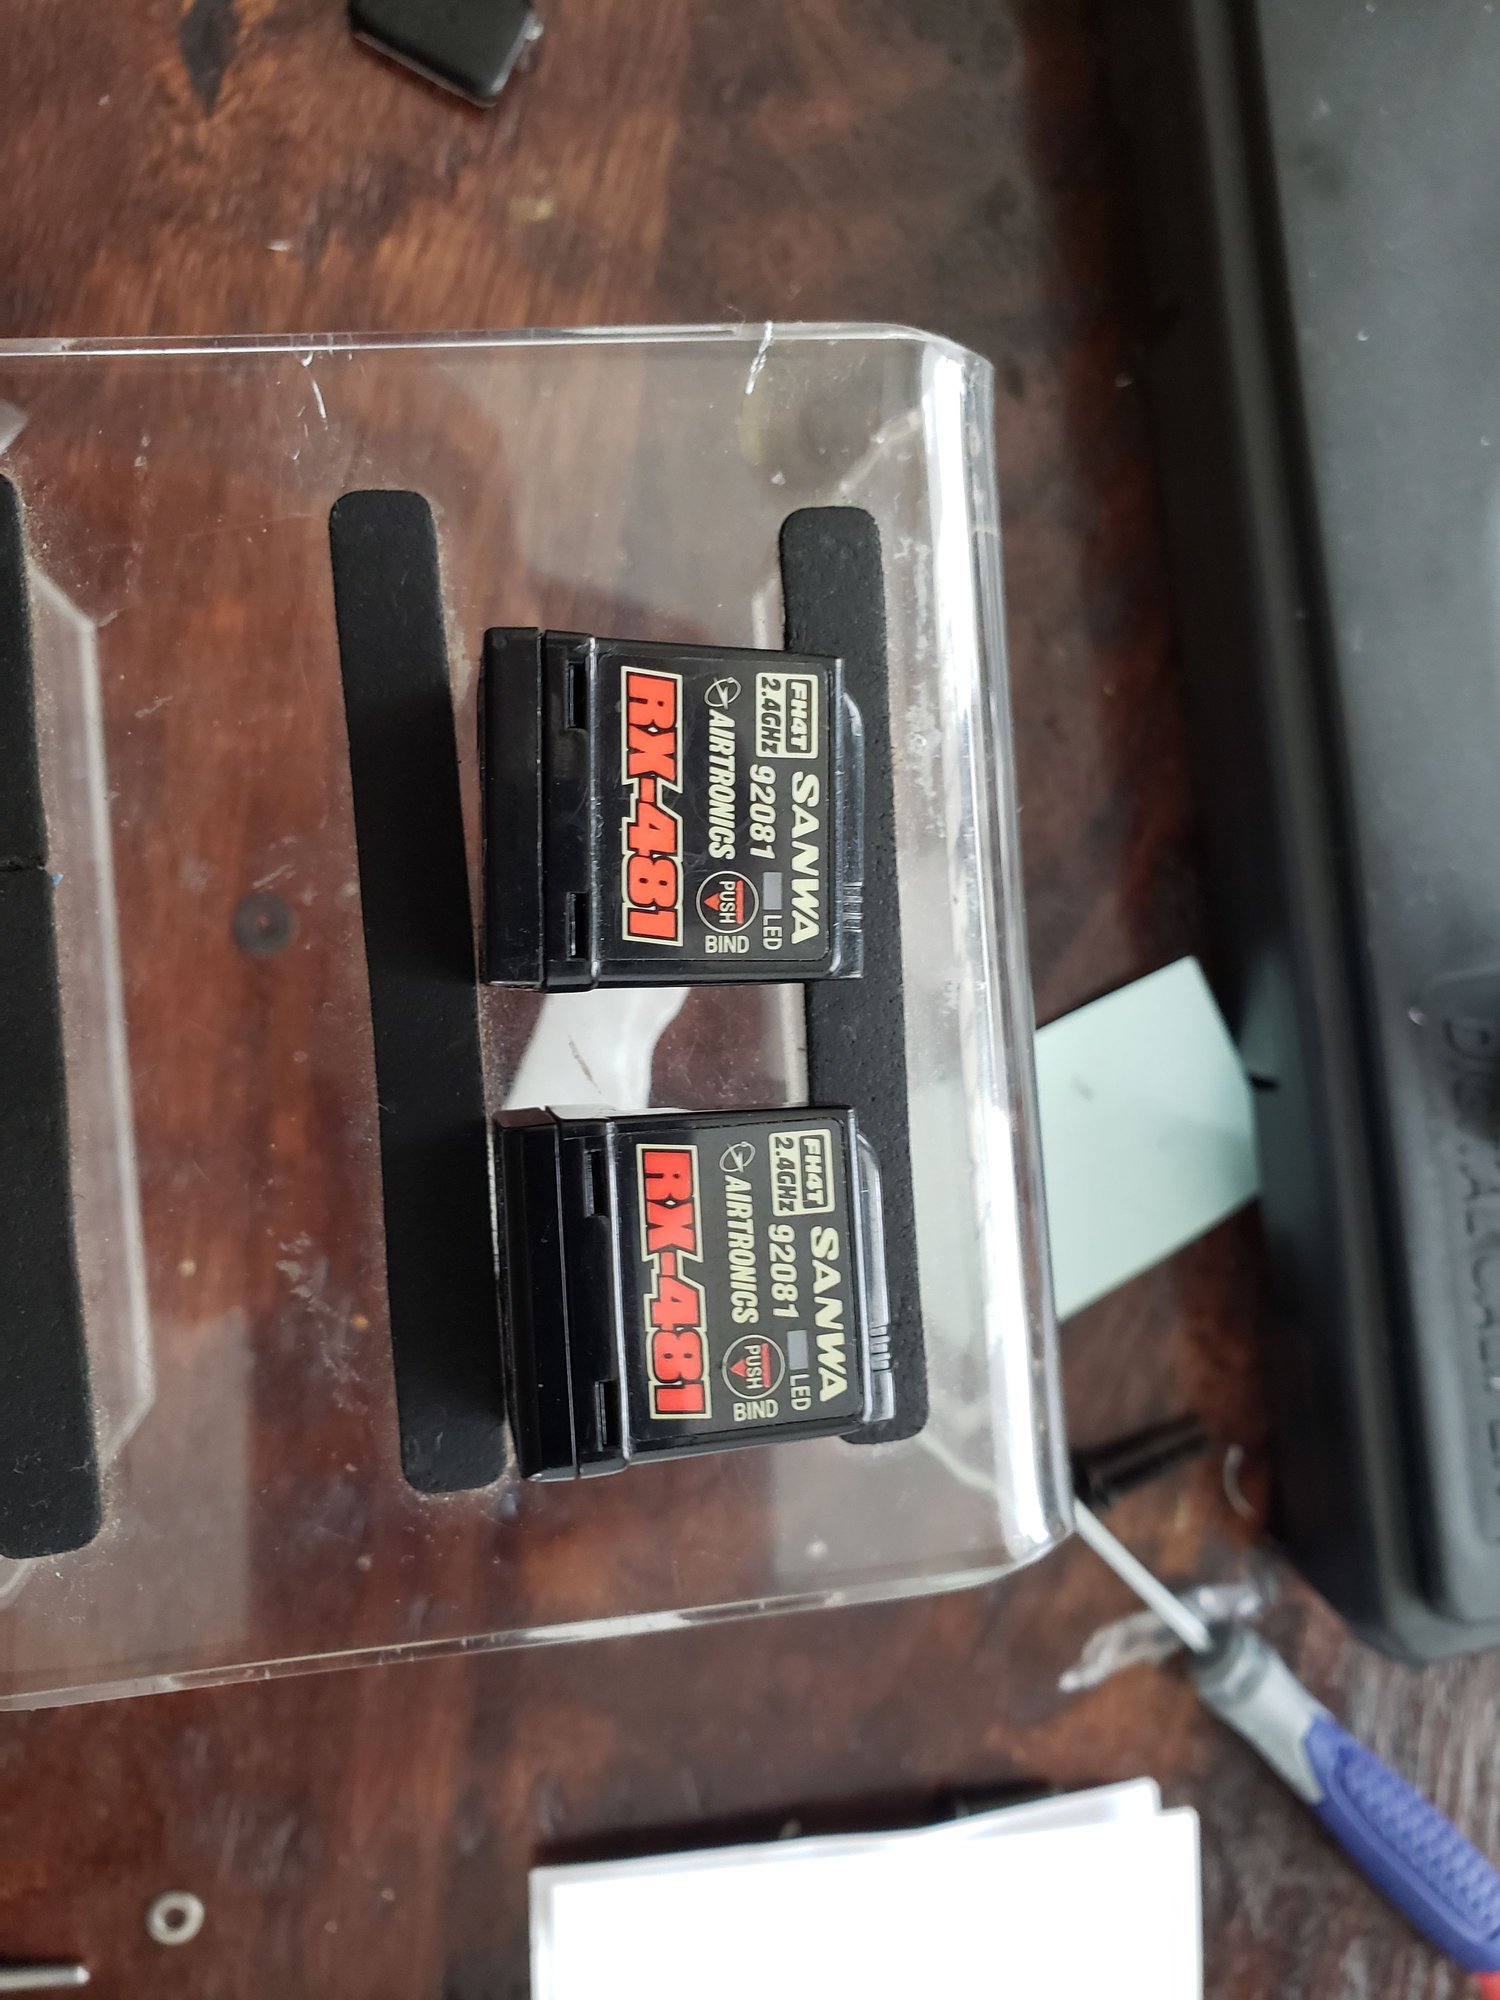 SANWA
FH4T
2.4GHz
92081
LED
AIRTRONICS
PUSH
BIND
RX-481
SANWA
FH4T
2.4GHz
92081
LED
AIRTRONICS
PUSH
BIND
RX-481